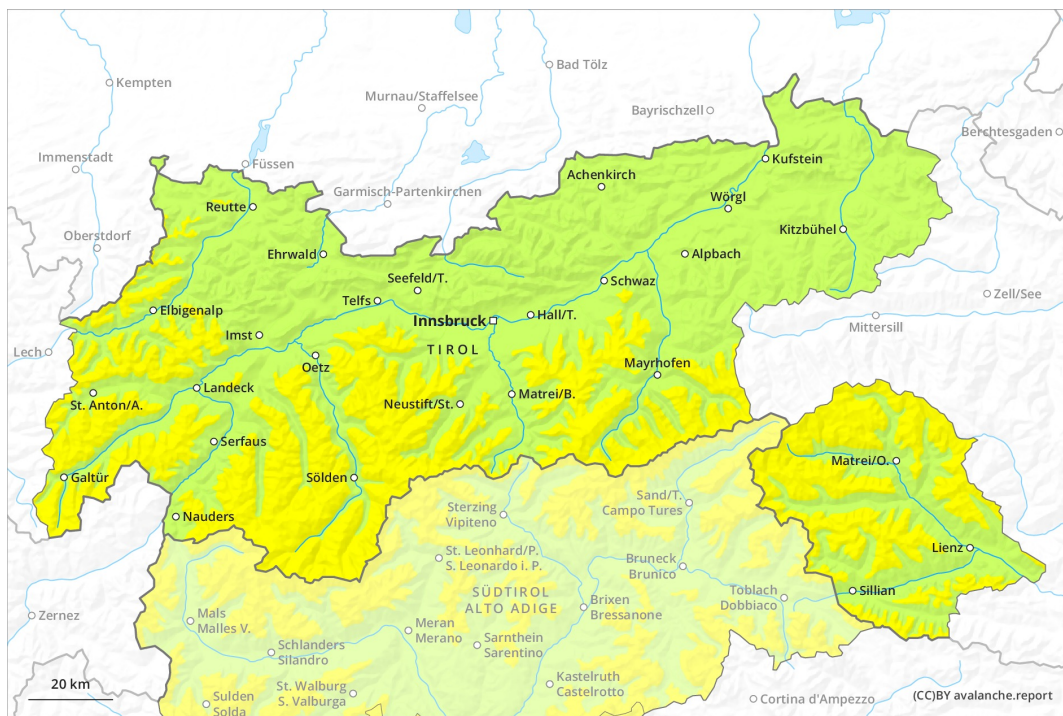 Kempten
Bad Tölz
Murnau/Staffelsee
Bayrischzell
Berchtesgaden
Immenstadt
Füssen
Kufstein
Achenkirch
Garmisch-Partenkirchen
Wörgl
Reutte
Oberstdorf
Kitzbühel
Ehrwald
Alpbach
Seefeld/T.
Schwaz
Zell/See
Telfs
Elbigenalp
Hall/T.
Innsbruck
Mittersill
Imst
TIROL
Lech
Oetz
Mayrhofen
Landeck
St. Anton/A.
Neustift/St.
Matrei/B.
Serfaus
Matrei/O.
Galtür
Sölden
Sand/T.
Campo Tures
Sterzing
Vipiteno
Nauders
Lienz
St. Leonhard/P.
S. Leonardo i. P.
Bruneck
Brunico
SÜDTIROL
ALTO ADIGE
Toblach
Dobbiaco
Sillian
Brixen
Bressanone
Zernez
Mals
Malles V.
Meran
Merano
Schlanders
Silandro
Sarnthein
Sarentino
20 km
St. Walburg
S. Valburga
Kastelruth
Castelrotto
Sulden
Solda
Cortina d'Ampezzo
(CC)BY avalanche.report